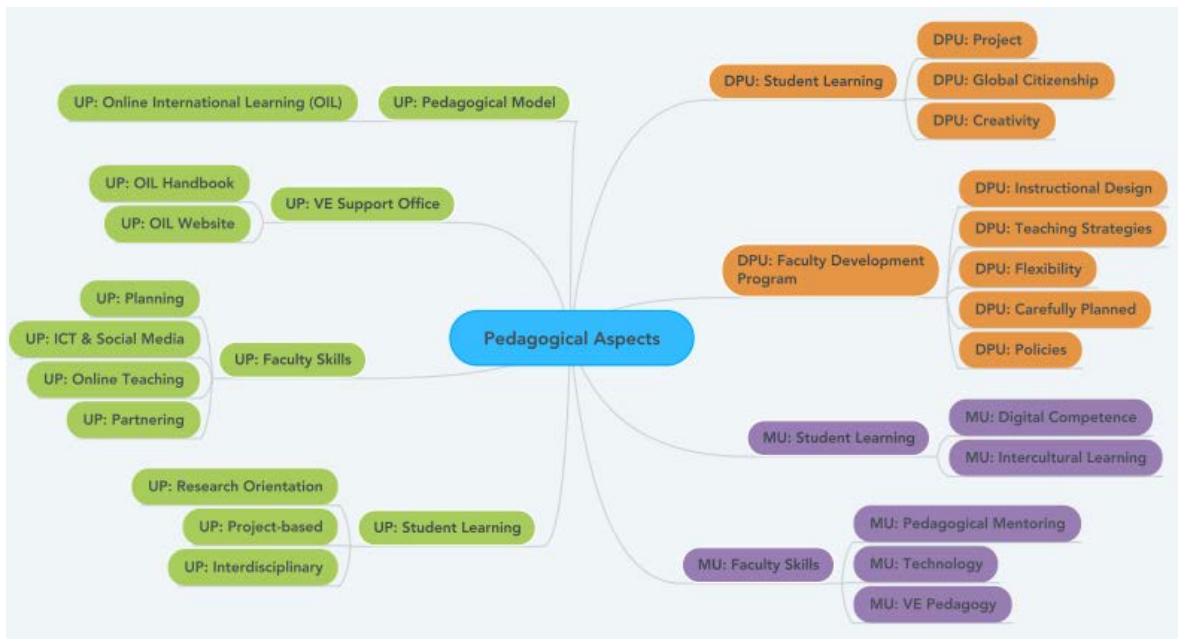 UP: Online International Learning (OIL)
UP: Pedagogical Model
UP: OIL Handbook
UP: OIL Website
UP: VE Support Office
UP: Planning
UP: ICT & Social Media
UP: Online Teaching
UP: Partnering
UP: Faculty Skills
UP: Research Orientation
UP: Project-based
UP: Interdisciplinary
UP: Student Learning
Pedagogical Aspects
DPU: Student Learning
DPU: Project
DPU: Global Citizenship
DPU: Creativity
DPU: Faculty Development
Program
DPU: Instructional Design
DPU: Teaching Strategies
DPU: Flexibility
DPU: Carefully Planned
DPU: Policies
MU: Student Learning
MU: Digital Competence
MU: Intercultural Learning
MU: Faculty Skills
MU: Pedagogical Mentoring
MU: Technology
MU: VE Pedagogy